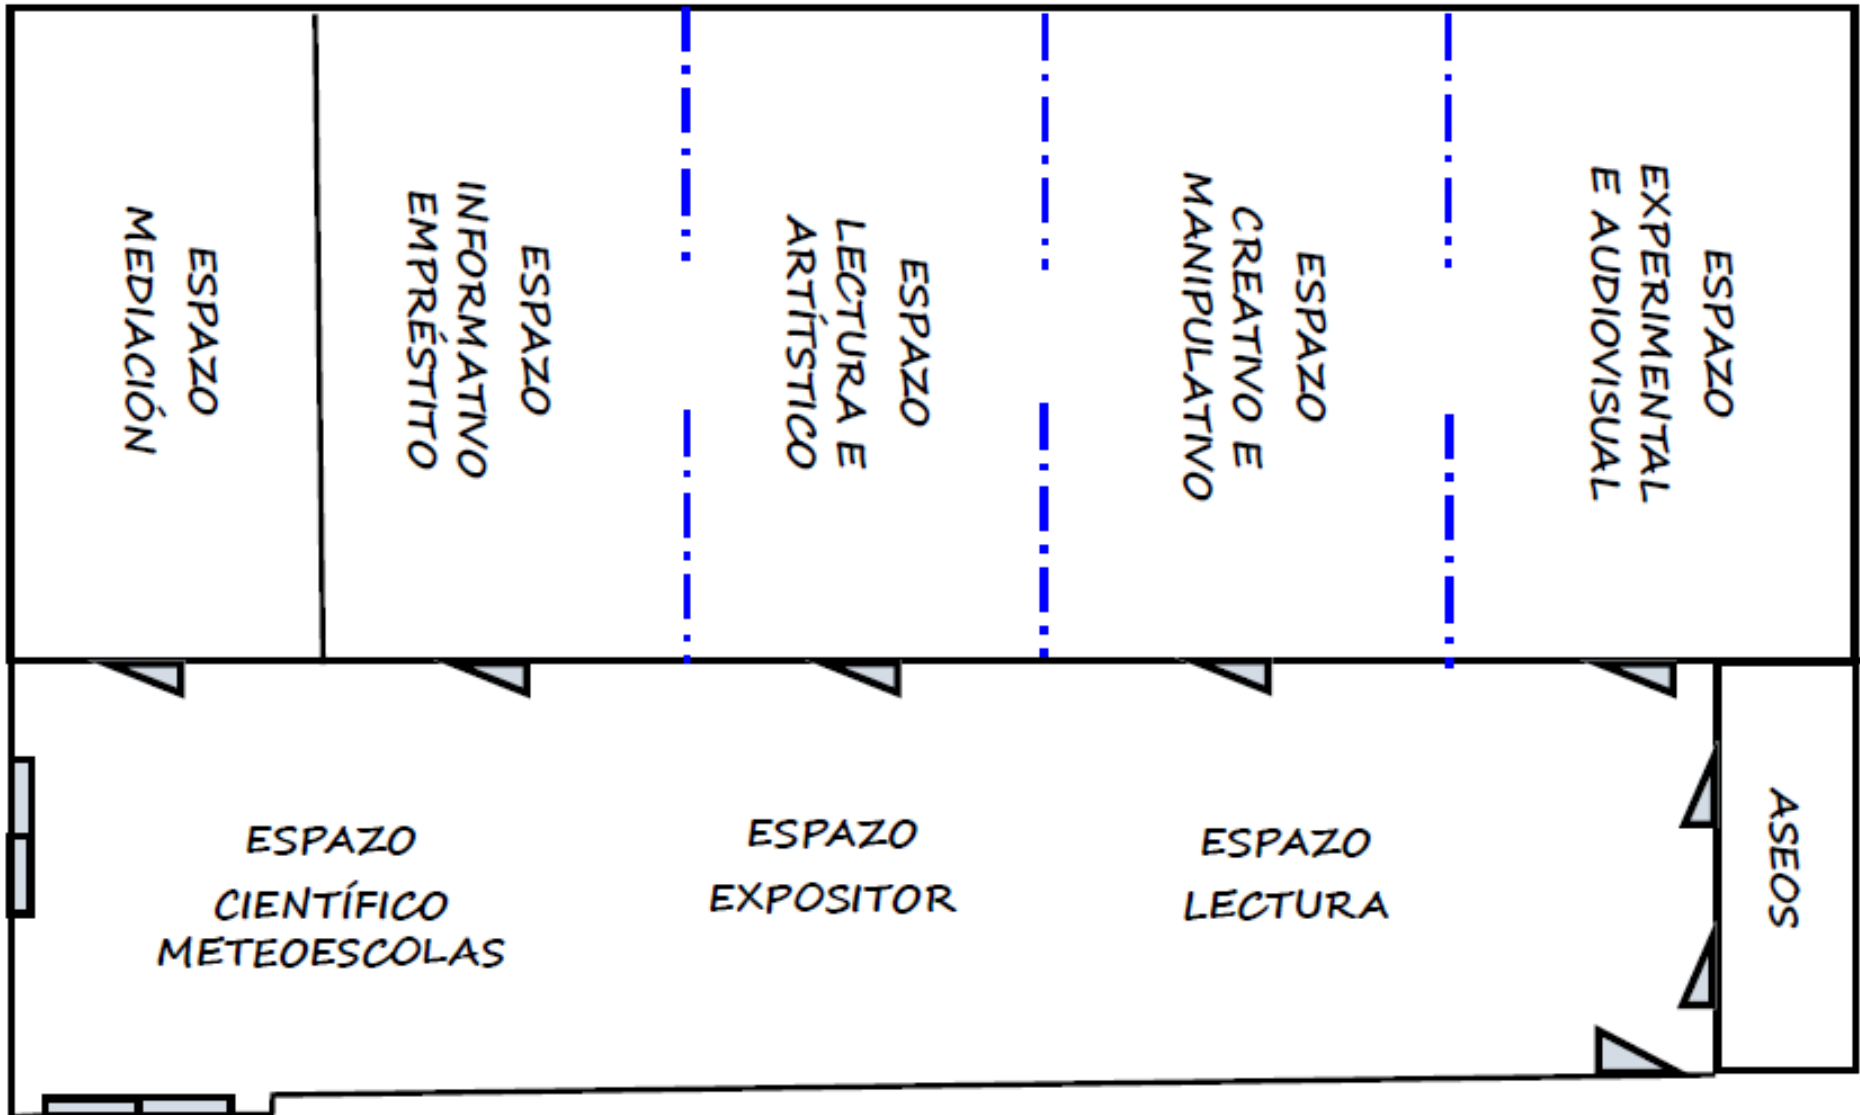 ESPAZO
MEDIACIÓN
ESPAZO
INFORMATIVO
EMPRÉSTITO
ESPAZO
LECTURA E
ARTÍTSTICO
ESPAZO
CREATIVO E
MANIPULATIVO
ESPAZO
EXPERIMENTAL
E AUDIOVISUAL
ESPAZO
CIENTÍFICO
METEOESCOLAS
ESPAZO
EXPOSITOR
ESPAZO
LECTURA
ASEOS